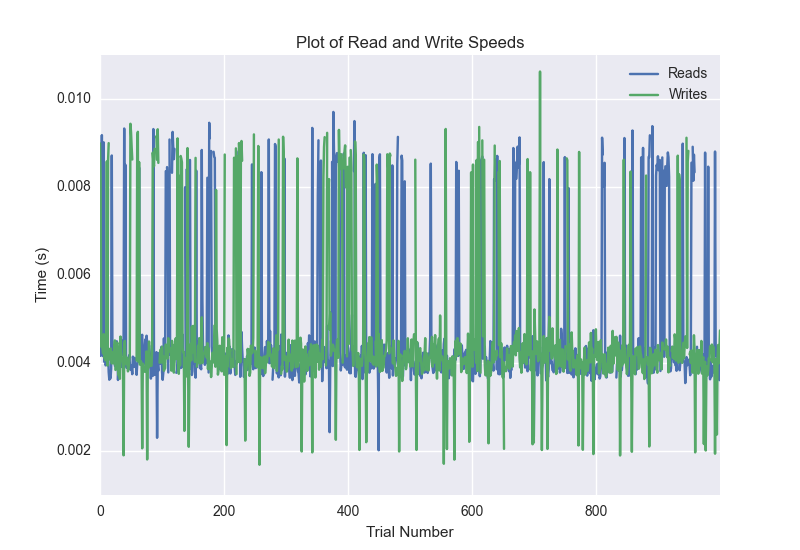 Plot of Read and Write Speeds
Reads
Writes
0.010
0.008
0.006
0.004
0.002
Time (s)
0 200 400 600 800
Trial Number